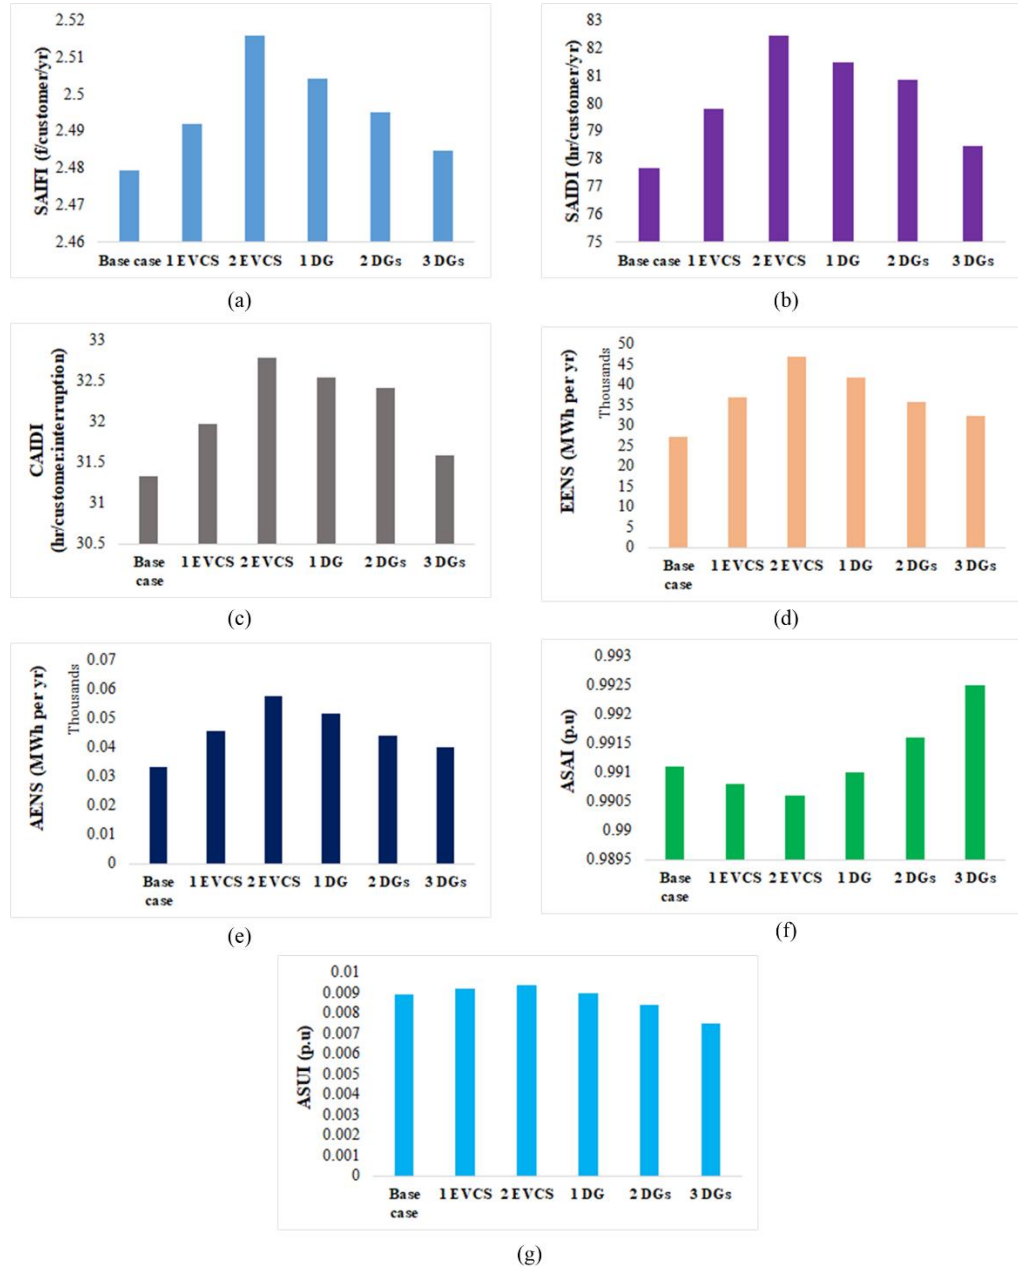 SAIFI (f/customer/yr)
2.52
2.51
2.5
2.49
2.48
2.47
2.46
Base case 1 EVCS 2 EVCS 1 DG 2 DGs 3 DGs
(a)
SAIDI (hr/customer/yr)
83
82
81
80
79
78
77
76
75
Base case 1 EVCS 2 EVCS 1 DG 2 DGs 3 DGs
(b)
CAIDI
(hr/customer.interruption)
33
32.5
32
31.5
31
30.5
Base case 1 EVCS 2 EVCS 1 DG 2 DGs 3 DGs
(c)
EENS (MWh per yr)
Thousands
50
45
40
35
30
25
20
15
10
5
0
Base case 1 EVCS 2 EVCS 1 DG 2 DGs 3 DGs
(d)
AENS (MWh per yr)
Thousands
0.07
0.06
0.05
0.04
0.03
0.02
0.01
0
Base case 1 EVCS 2 EVCS 1 DG 2 DGs 3 DGs
(e)
ASAI (p.u)
0.993
0.9925
0.992
0.9915
0.991
0.9905
0.99
0.9895
Base case 1 EVCS 2 EVCS 1 DG 2 DGs 3 DGs
(f)
ASUI (p.u)
0.01
0.009
0.008
0.007
0.006
0.005
0.004
0.003
0.002
0.001
0
Base case 1 EVCS 2 EVCS 1 DG 2 DGs 3 DGs
(g)